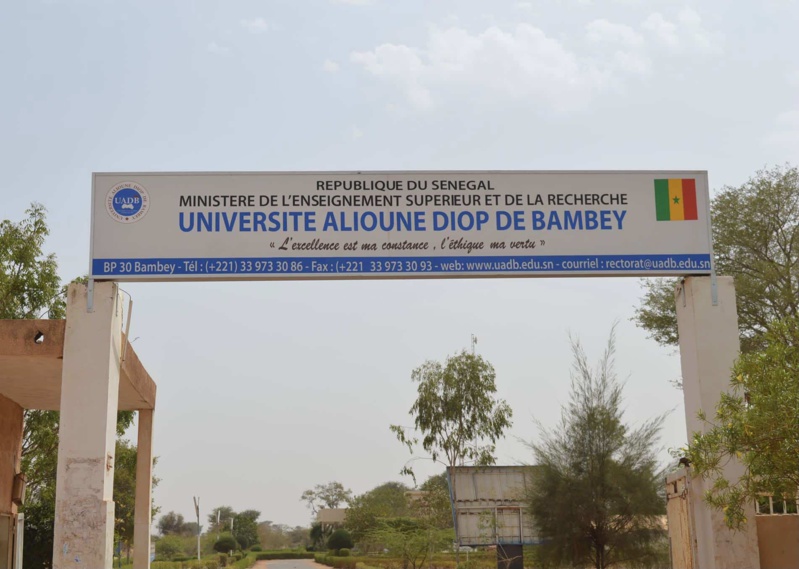 REPUBLIQUE DU SENEGAL
MINISTERE DE L'ENSEIGNEMENT SUPERIEUR ET DE LA RECHERCHE
UADB
UNIVERSITE ALIOUNE DIOP DE BAMBEY
« L'excellence est ma constance , l'éthique ma vertu »
BP 30 Bambey - Tél : (+221) 33 973 30 86 - Fax : (+221 33 973 30 93 - web: www.uadb.edu.sn - courriel : rectorat@uadb.edu.sn